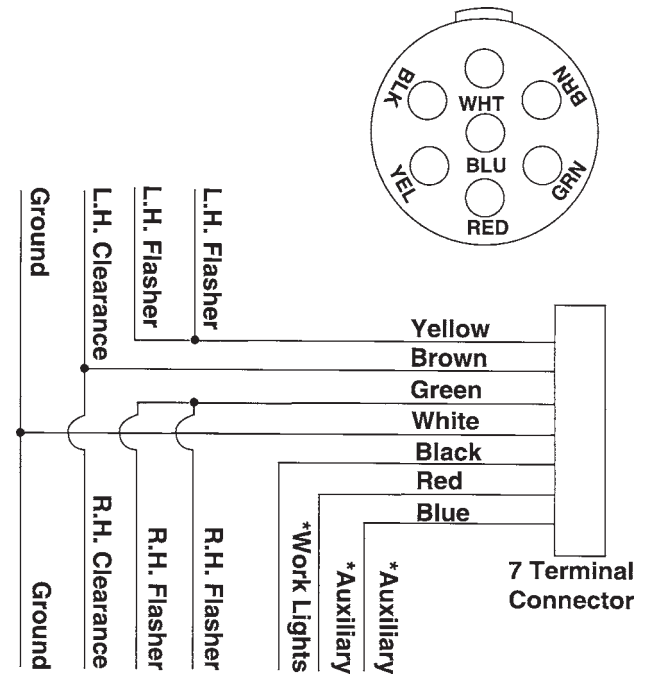 BLK
WHT
BRN
YEL
BLU
GRN
RED
Ground
L.H. Clearance
L.H. Flasher
L.H. Flasher
Yellow
Brown
Green
White
Black
Red
Blue
Ground
R.H. Clearance
R.H. Flasher
R.H. Flasher
*Work Lights
*Auxiliary
*Auxiliary
7 Terminal
Connector